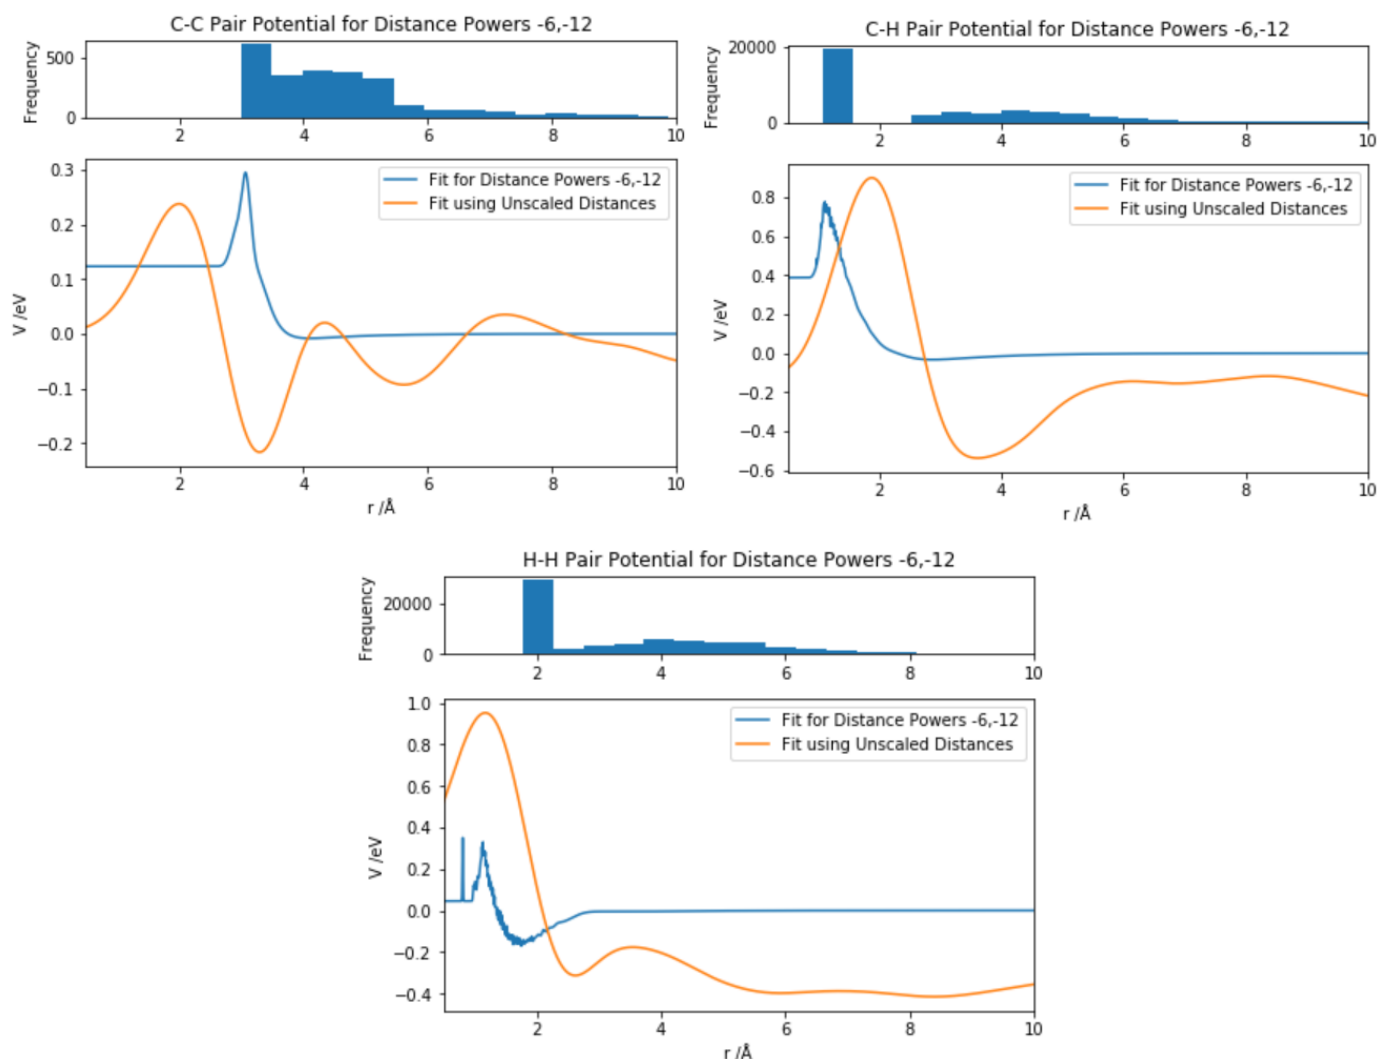 C-C Pair Potential for Distance Powers -6,-12
Frequency
500
0
2 4 6 8 10
V /eV
0.3
0.2
0.1
0.0
−0.1
−0.2
Fit for Distance Powers -6,-12
Fit using Unscaled Distances
2 4 6 8 10
r /Å
C-H Pair Potential for Distance Powers -6,-12
Frequency
20000
0
2 4 6 8 10
V /eV
0.8
0.6
0.4
0.2
0.0
−0.2
−0.4
−0.6
Fit for Distance Powers -6,-12
Fit using Unscaled Distances
2 4 6 8 10
r /Å
H-H Pair Potential for Distance Powers -6,-12
Frequency
20000
0
2 4 6 8 10
V /eV
1.0
0.8
0.6
0.4
0.2
0.0
−0.2
−0.4
Fit for Distance Powers -6,-12
Fit using Unscaled Distances
2 4 6 8 10
r /Å